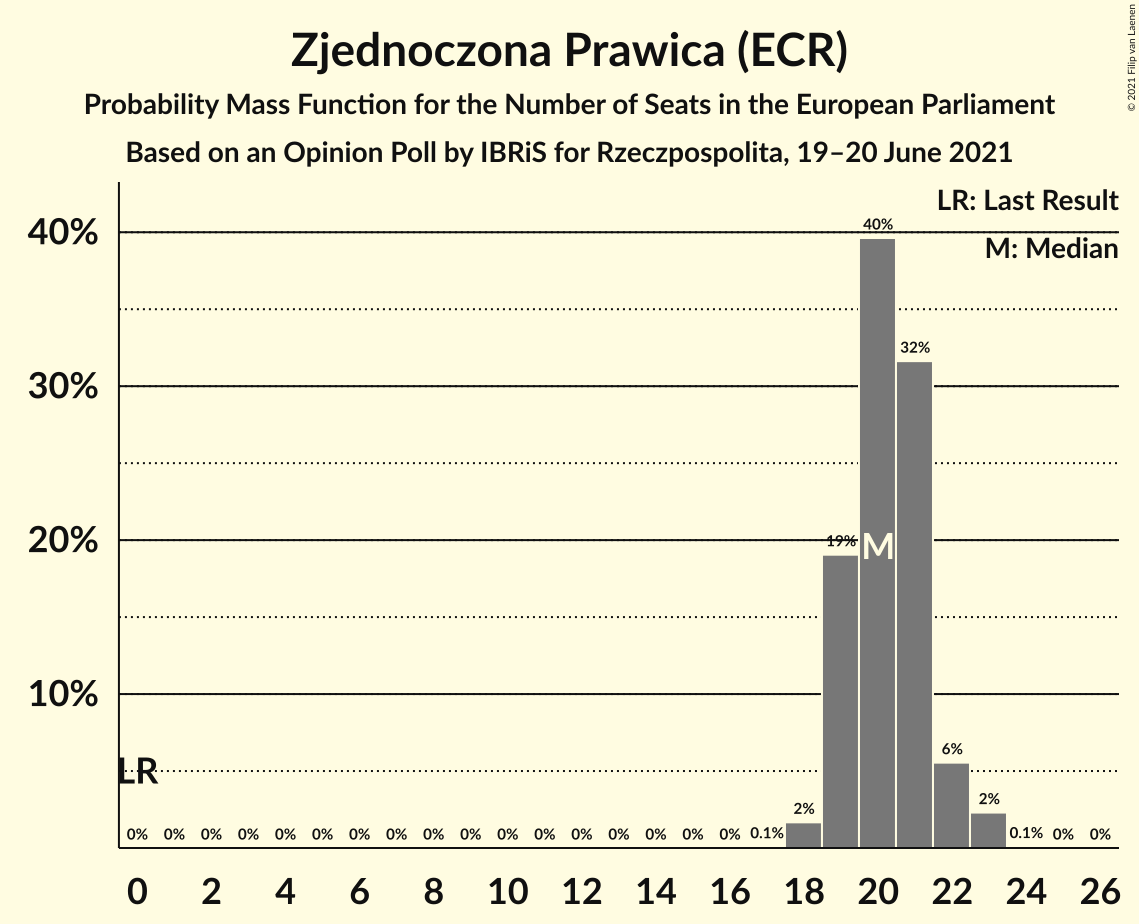 Zjednoczona Prawica (ECR)
Probability Mass Function for the Number of Seats in the European Parliament
Based on an Opinion Poll by IBRiS for Rzeczpospolita, 19–20 June 2021
© 2021 Filip van Laenen
LR: Last Result
M: Median
40%
30%
20%
10%
40%
32%
19%
M
LR
6%
2%
2%
0% 0% 0% 0% 0% 0% 0% 0% 0% 0% 0% 0% 0% 0% 0% 0% 0% 0.1% 0.1% 0% 0%
0 2 4 6 8 10 12 14 16 18 20 22 24 26